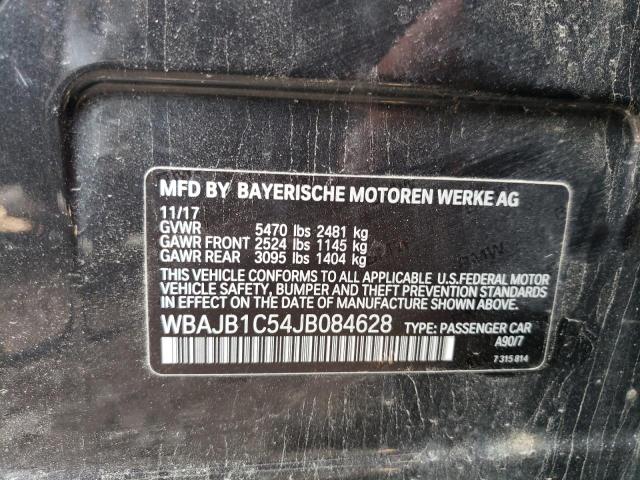 MFD BY BAYERISCHE MOTOREN WERKE AG
11/17
GVWR 5470 lbs 2481 kg
GAWR FRONT 2524 lbs 1145 kg
GAWR REAR 3095 lbs 1404 kg
THIS VEHICLE CONFORMS TO ALL APPLICABLE U.S.FEDERAL MOTOR
VEHICLE SAFETY, BUMPER AND THEFT PREVENTION STANDARDS
IN EFFECT ON THE DATE OF MANUFACTURE SHOWN ABOVE.
WBAJB1C54JB084628 TYPE: PASSENGER CAR
A90/7
7 315 814